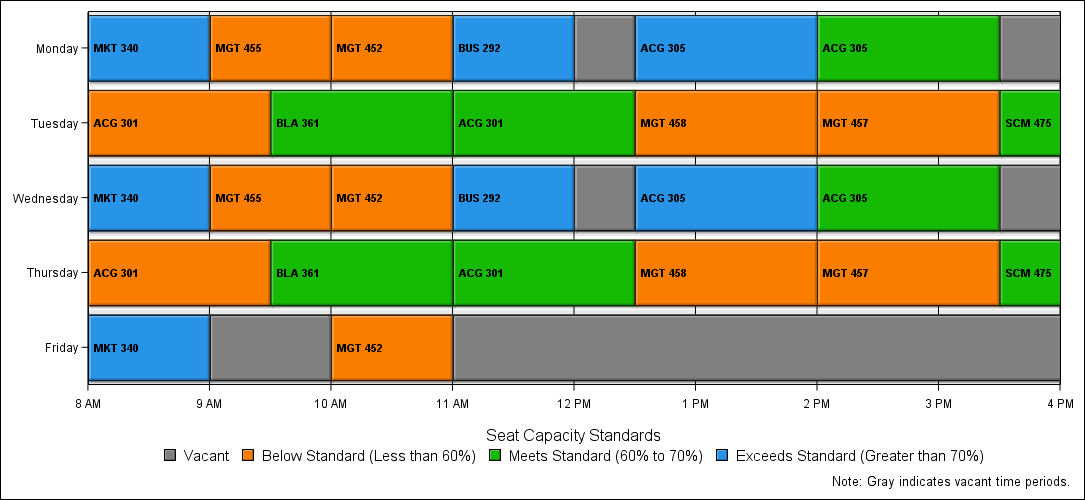 Monday MKT 340 MGT 455 MGT 452 BUS 292 ACG 305 ACG 305
Tuesday ACG 301 BLA 361 ACG 301 MGT 458 MGT 457 SCM 475
Wednesday MKT 340 MGT 455 MGT 452 BUS 292 ACG 305 ACG 305
Thursday ACG 301 BLA 361 ACG 301 MGT 458 MGT 457 SCM 475
Friday MKT 340 MGT 452
8 AM 9 AM 10 AM 11 AM 12 PM 1 PM 2 PM 3 PM 4 PM
Seat Capacity Standards
Vacant Below Standard (Less than 60%) Meets Standard (60% to 70%) Exceeds Standard (Greater than 70%)
Note: Gray indicates vacant time periods.